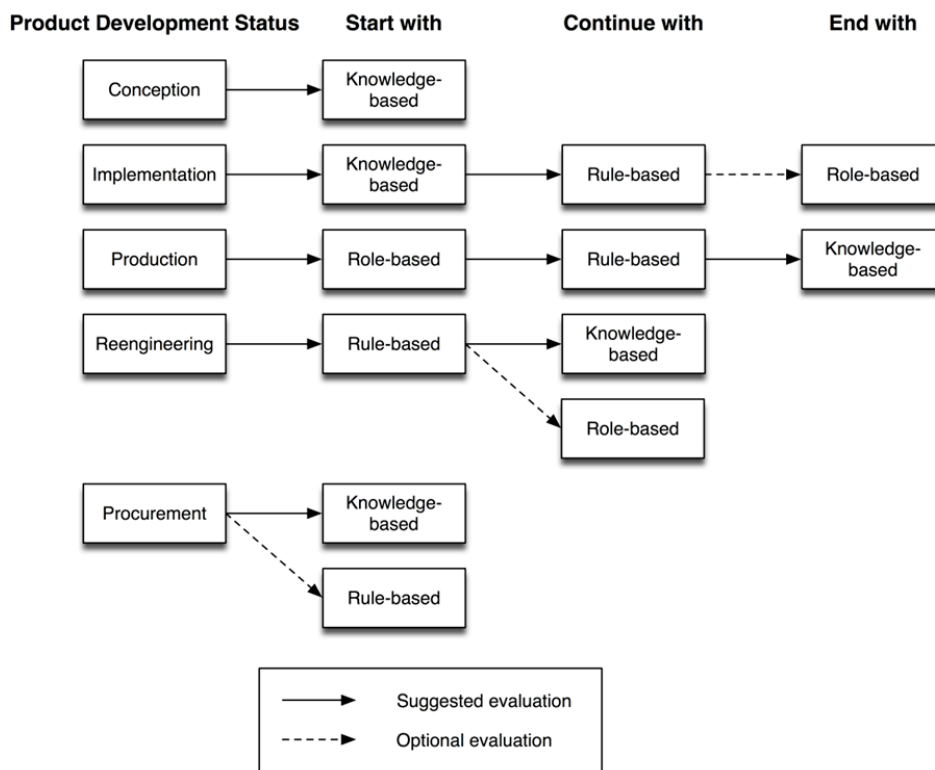 Product Development Status Start with Continue with End with
Conception
Knowledge-
based
Implementation
Knowledge-
based
Rule-based
Role-based
Production
Role-based
Rule-based
Knowledge-
based
Reengineering
Rule-based
Knowledge-
based
Role-based
Procurement
Knowledge-
based
Rule-based
Suggested evaluation
Optional evaluation